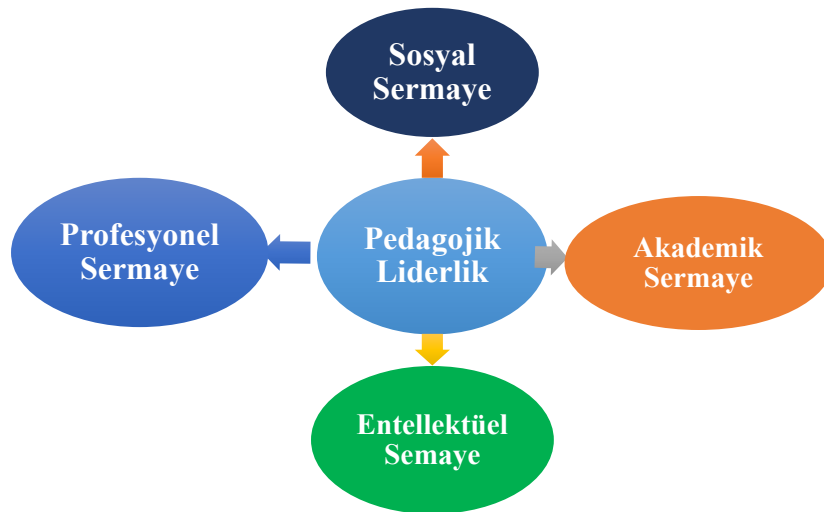 Sosyal
Sermaye
Profesyonel
Sermaye
Pedagojik
Liderlik
Akademik
Sermaye
Entellektüel
Semaye